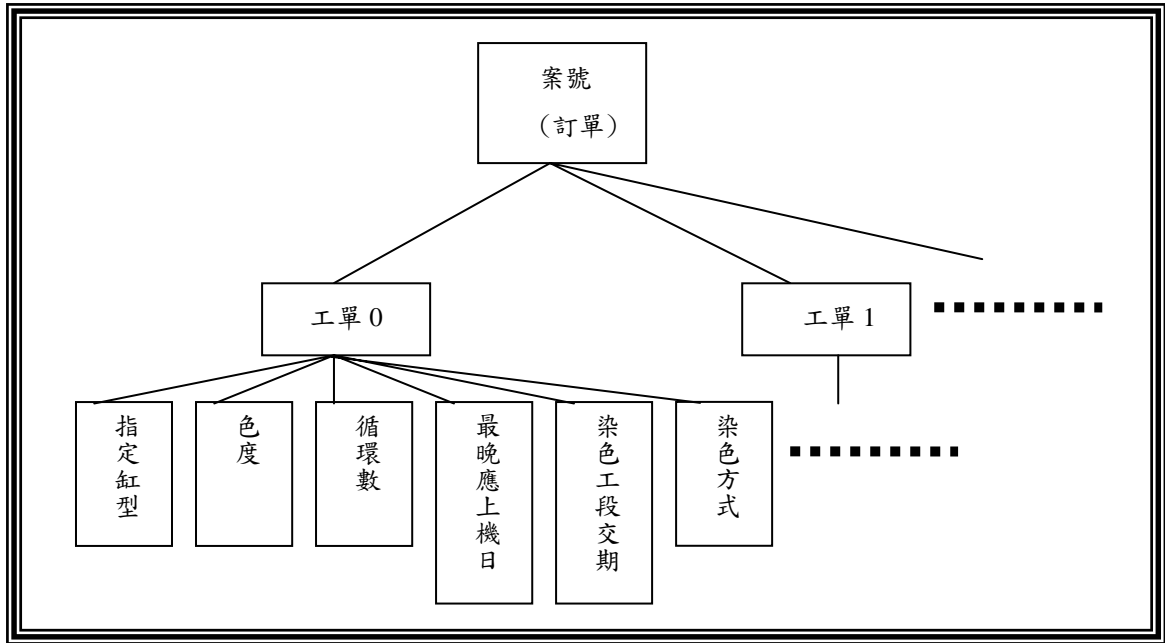 案號
（訂單）
工單 0
工單 1
指定缸型
色度
循環數
最晚應上機日
染色工段交期
染色方式